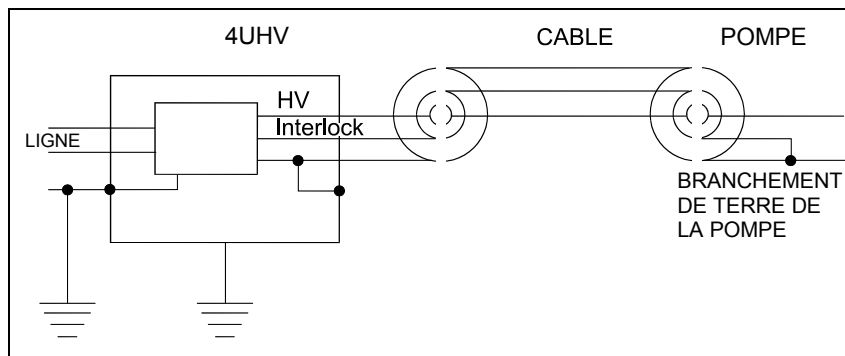 4UHV
CABLE
POMPE
HV
Interlock
LIGNE
BRANCHEMENT
DE TERRE DE
LA POMPE